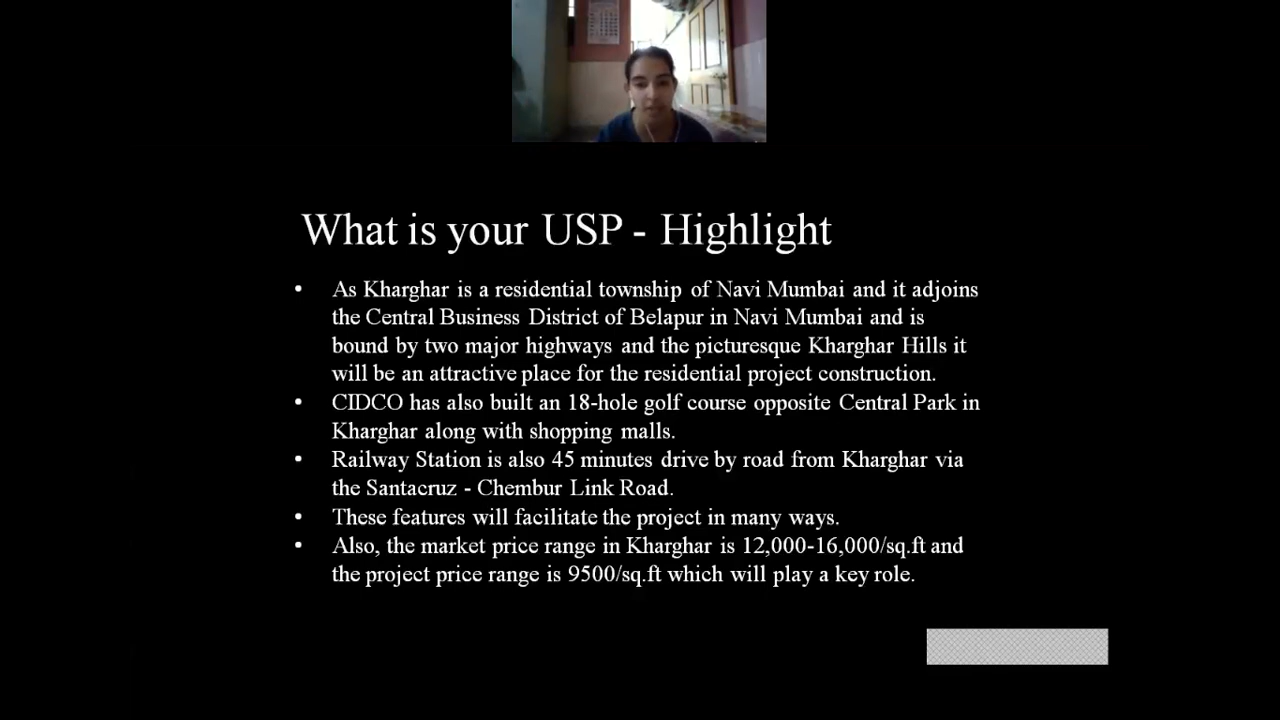 What is your USP - Highlight
• As Kharghar is a residential township of Navi Mumbai and it adjoins
the Central Business District of Belapur in Navi Mumbai and is
bound by two major highways and the picturesque Kharghar Hills it
will be an attractive place for the residential project construction.
• CIDCO has also built an 18-hole golf course opposite Central Park in
Kharghar along with shopping malls.
• Railway Station is also 45 minutes drive by road from Kharghar via
the Santacruz - Chembur Link Road.
• These features will facilitate the project in many ways.
• Also, the market price range in Kharghar is 12,000-16,000/sq.ft and
the project price range is 9500/sq.ft which will play a key role.